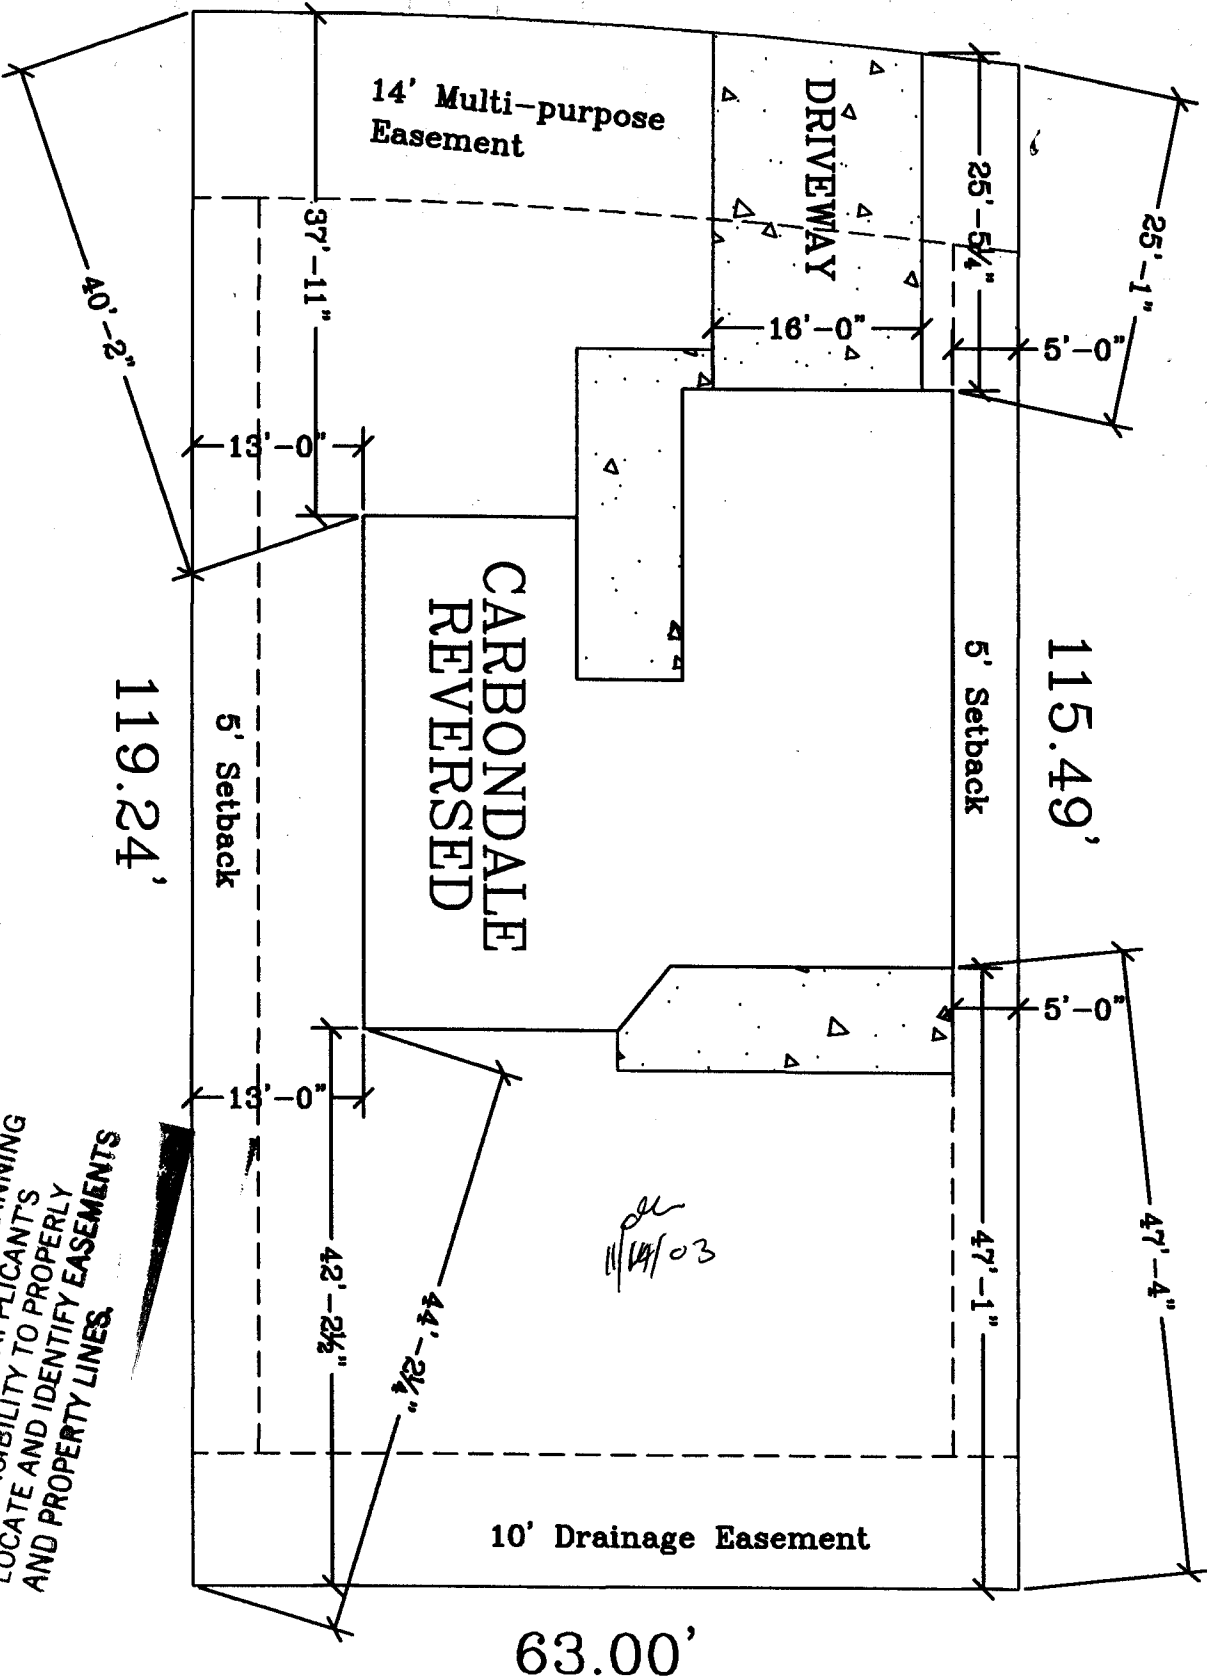 14' Multi-purpose
Easement
DRIVEWAY
25'-5¼"
25'-1"
37'-11"
40'-2"
16'-0"
5'-0"
13'-0"
CARBONDALE
REVERSED
5' Setback
115.49'
119.24'
5' Setback
5'-0"
13'-0"
11/14/03
42'-2½"
44'-2¼"
47'-1"
47'-4"
TO PROPERLY
LOCATE AND IDENTIFY EASEMENTS
AND PROPERTY LINES.
10' Drainage Easement
63.00'